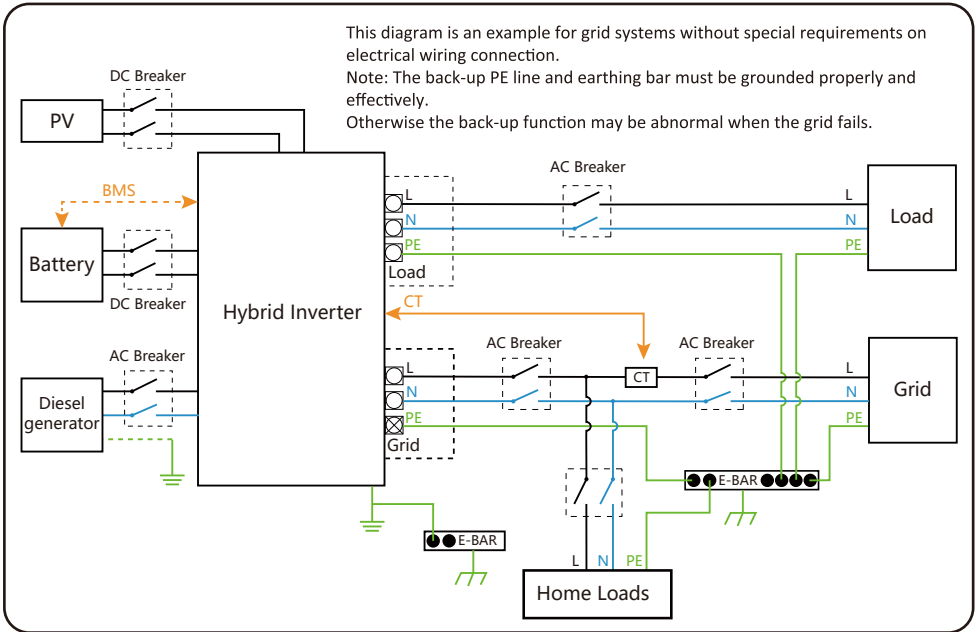 This diagram is an example for grid systems without special requirements on
electrical wiring connection.
Note: The back-up PE line and earthing bar must be grounded properly and
effectively.
Otherwise the back-up function may be abnormal when the grid fails.
DC Breaker
PV
BMS
Battery
DC Breaker
AC Breaker
Diesel
generator
Hybrid Inverter
L
N
PE
Load
AC Breaker
L
N
PE
Load
CT
AC Breaker
AC Breaker
L
N
PE
Grid
CT
L
N
PE
Grid
E-BAR
E-BAR
L
N
PE
Home Loads